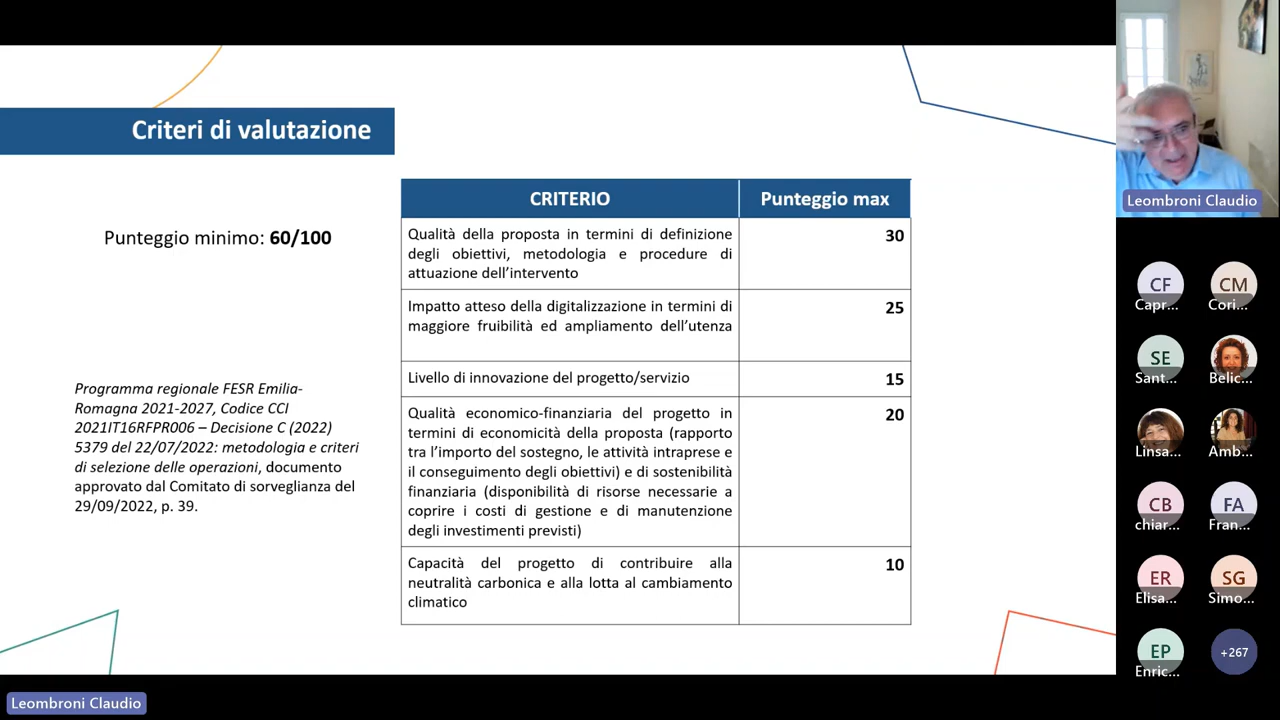 Criteri di valutazione
Punteggio minimo: 60/100
Programma regionale FESR Emilia-
Romagna 2021-2027, Codice CCI
2021IT16RFPR006 – Decisione C (2022)
5379 del 22/07/2022: metodologia e criteri
di selezione delle operazioni, documento
approvato dal Comitato di sorveglianza del
29/09/2022, p. 39.
CRITERIO Punteggio max
Qualità della proposta in termini di definizione 30
degli obiettivi, metodologia e procedure di
attuazione dell’intervento
Impatto atteso della digitalizzazione in termini di 25
maggiore fruibilità ed ampliamento dell’utenza
Livello di innovazione del progetto/servizio 15
Qualità economico-finanziaria del progetto in 20
termini di economicità della proposta (rapporto
tra l’importo del sostegno, le attività intraprese e
il conseguimento degli obiettivi) e di sostenibilità
finanziaria (disponibilità di risorse necessarie a
coprire i costi di gestione e di manutenzione
degli investimenti previsti)
Capacità del progetto di contribuire alla 10
neutralità carbonica e alla lotta al cambiamento
climatico
Leombroni Claudio
CF CM
Capr... Cori...
SE
Sant... Belic...
Linsa... Amb...
CB FA
chiar... Fran...
ER SG
Elisa... Simo...
EP +267
Enric...
Leombroni Claudio